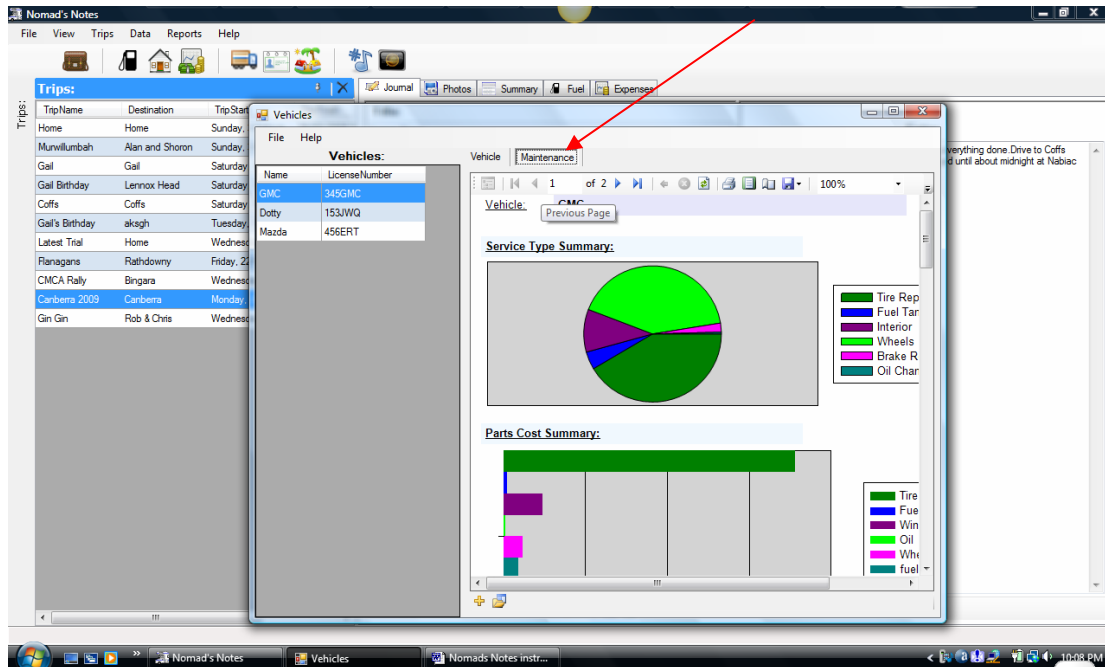 Nomad's Notes
File View Trips Data Reports Help
Trips:
Journal Photos Summary Fuel Expenses
Trips:
TripName Destination TripStart
Home Home Sunday,
Murwillumbah Alan and Shoron Sunday,
Gail Gail Saturday
Gail Birthday Lennox Head Saturday
Coffs Coffs Saturday
Gail's Birthday aksgh Tuesday,
Latest Trial Home Wednesd
Flanagans Rathdowny Friday, 22
CMCA Rally Bingara Wednesd
Canberra 2009 Canberra Monday,
Gin Gin Rob & Chris Wednesd
everything done.Drive to Coffs
d until about midnight at Nabiac
Vehicles
File Help
Vehicles:
Name LicenseNumber
GMC 345GMC
Dotty 153JWQ
Mazda 456ERT
Vehicle Maintenance
1 of 2 100%
Vehicle: GMC
Previous Page
Service Type Summary:
Tire Rep
Fuel Tan
Interior
Wheels
Brake R
Oil Chan
Parts Cost Summary:
Tire
Fue
Win
Oil
Whe
fuel
Nomad's Notes Vehicles Nomads Notes instr... 10:08 PM